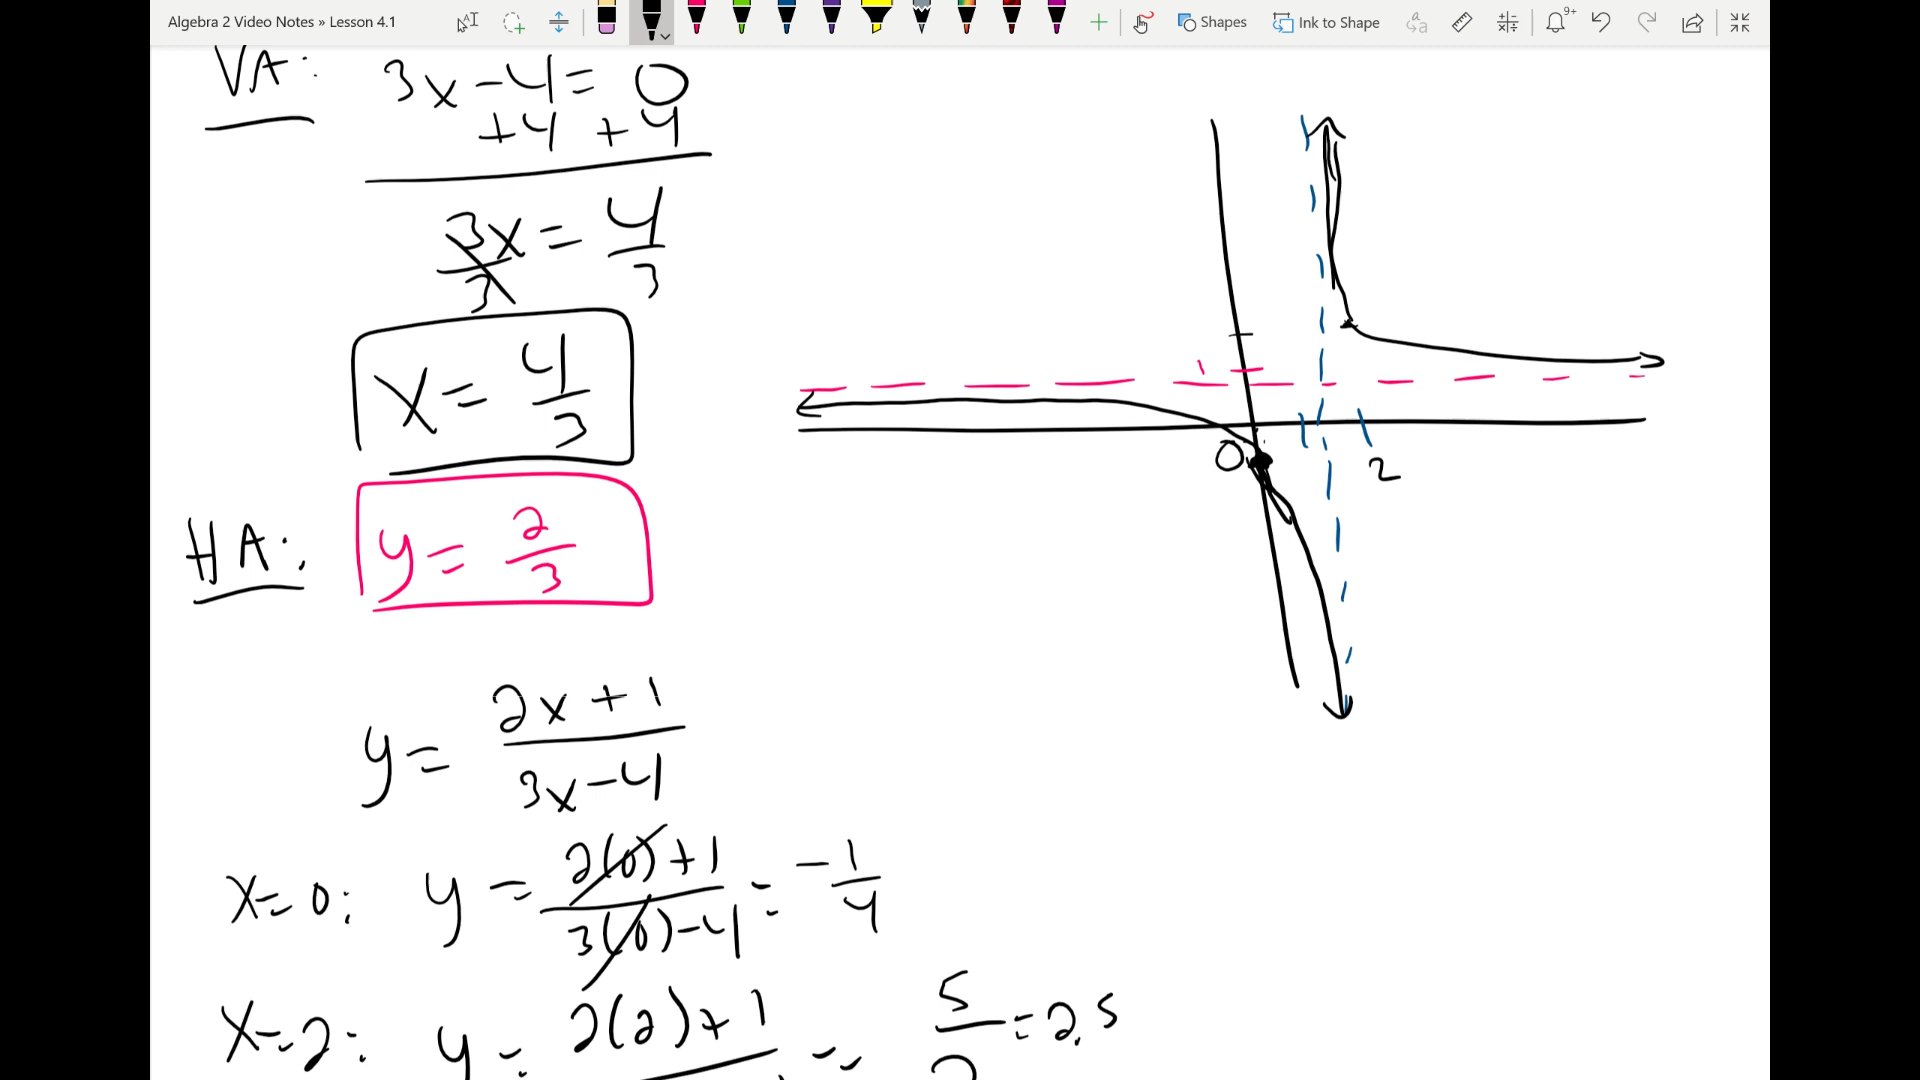 Algebra 2 Video Notes » Lesson 4.1
Shapes
Ink to Shape
9+
VA:
3x - 4 = 0
+4 +4
3x = 4
3 3
x = 4/3
HA:
y = 2/3
y = 2x + 1
3x - 4
x = 0: y = 2(0) + 1 = -1
3(0) - 4 4
x = 2: y = 2(2) + 1 = 5 = 2.5
2
1
0
2